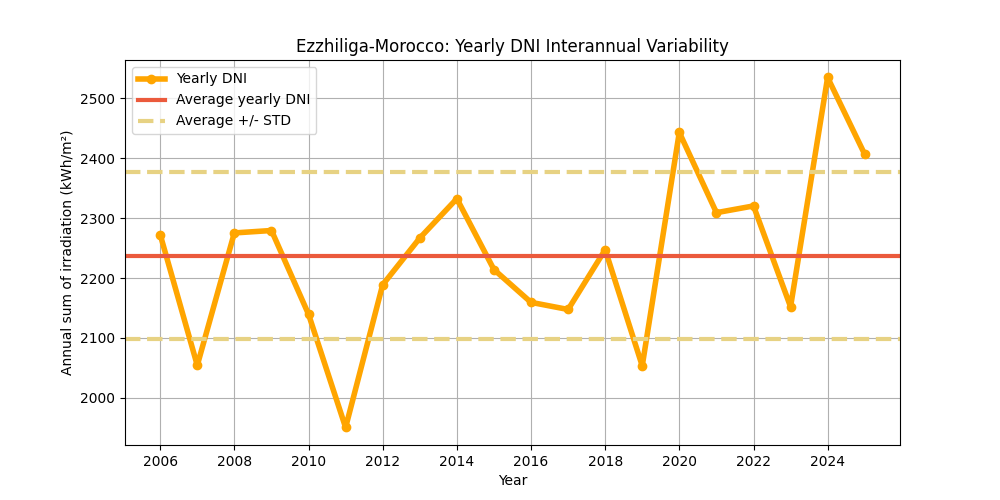 Ezzhiliga-Morocco: Yearly DNI Interannual Variability
Yearly DNI
Average yearly DNI
Average +/- STD
Annual sum of irradiation (kWh/m²)
2500
2400
2300
2200
2100
2000
2006 2008 2010 2012 2014 2016 2018 2020 2022 2024
Year